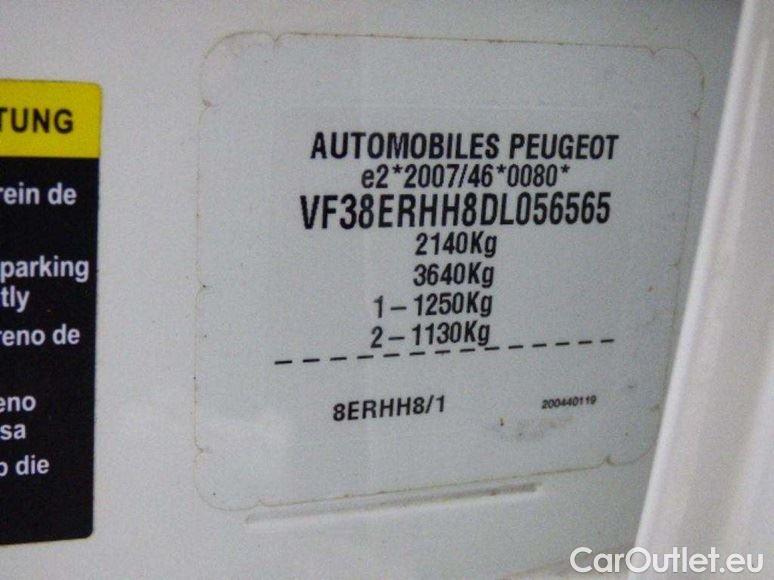 TUNG
rein de
parking
tly
reno de
eno
sa
die
AUTOMOBILES PEUGEOT
e2*2007/46*0080*
VF38ERHH8DL056565
2140Kg
3640Kg
1-1250Kg
2-1130Kg
8ERHH8/1
200440119
CarOutlet.eu